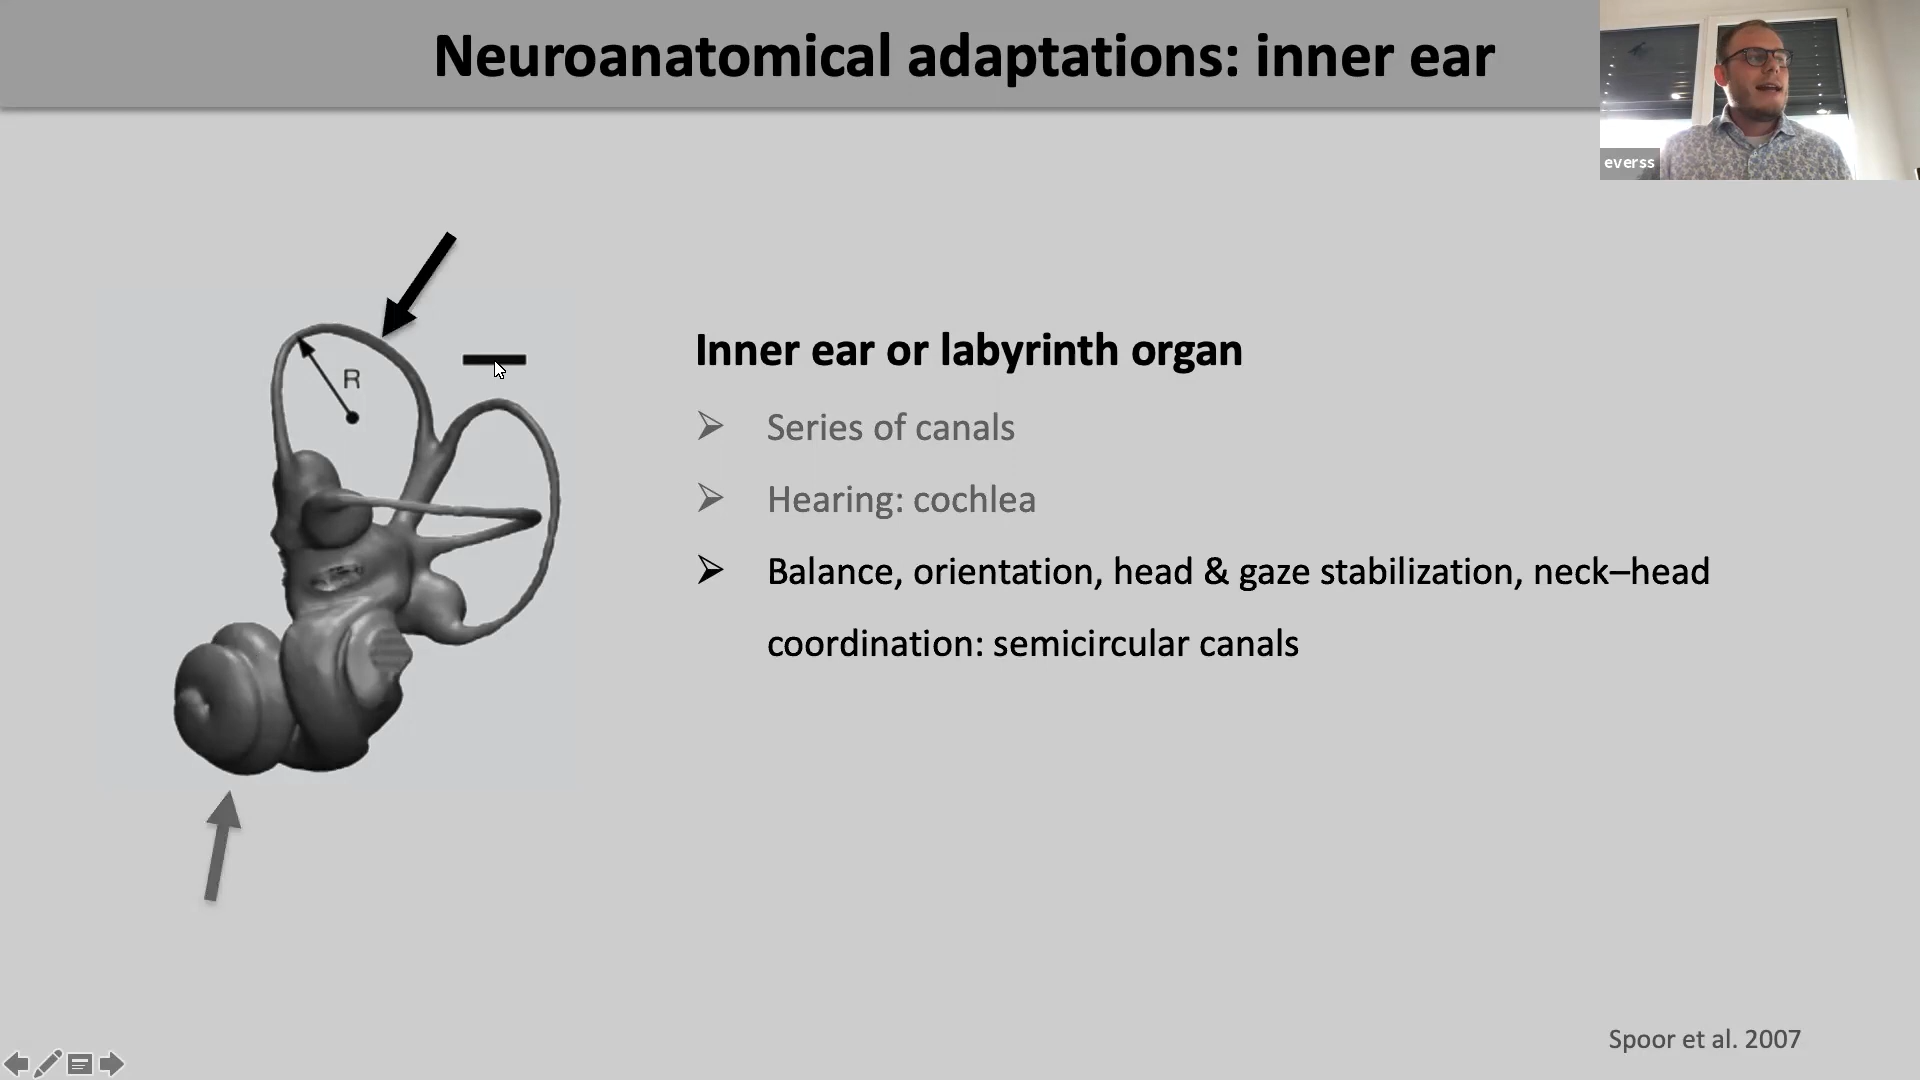 Neuroanatomical adaptations: inner ear
everss
R
Inner ear or labyrinth organ
Series of canals
Hearing: cochlea
Balance, orientation, head & gaze stabilization, neck–head
coordination: semicircular canals
Spoor et al. 2007